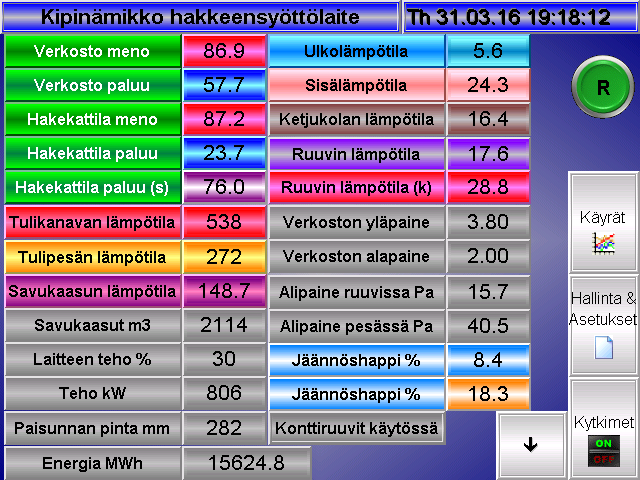 Kipinämikko hakkeensyöttölaite Th 31.03.16 19:18:12
Verkosto meno 86.9 Ulkolämpötila 5.6
Verkosto paluu 57.7 Sisälämpötila 24.3
Hakekattila meno 87.2 Ketjukolan lämpötila 16.4
Hakekattila paluu 23.7 Ruuvin lämpötila 17.6
Hakekattila paluu (s) 76.0 Ruuvin lämpötila (k) 28.8
Tulikanavan lämpötila 538 Verkoston yläpaine 3.80
Tulipesän lämpötila 272 Verkoston alapaine 2.00
Savukaasun lämpötila 148.7 Alipaine ruuvissa Pa 15.7
Savukaasut m3 2114 Alipaine pesässä Pa 40.5
Laitteen teho % 30 Jäännöshappi % 8.4
Teho kW 806 Jäännöshappi % 18.3
Paisunnan pinta mm 282 Konttiruuvit käytössä
Energia MWh 15624.8
R
Käyrät
Hallinta &
Asetukset
Kytkimet
ON
OFF